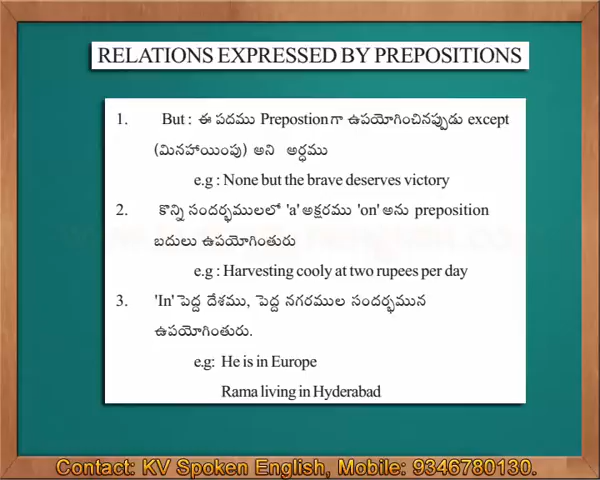 RELATIONS EXPRESSED BY PREPOSITIONS
1. But : ఈ పదము Prepostionగా ఉపయోగించినప్పుడు except
(మినహాయింపు) అని అర్ధము
e.g : None but the brave deserves victory
2. కొన్ని సందర్భములలో 'a' అక్షరము 'on' అను preposition
బదులు ఉపయోగింతురు
e.g : Harvesting cooly at two rupees per day
3. 'In' పెద్ద దేశము, పెద్ద నగరముల సందర్భమున
ఉపయోగింతురు.
e.g: He is in Europe
Rama living in Hyderabad
Contact: KV Spoken English, Mobile: 9346780130.